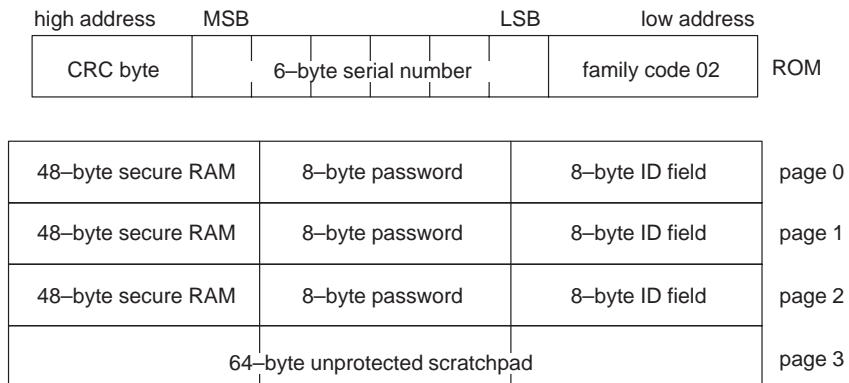 high address MSB LSB low address
CRC byte 6–byte serial number family code 02 ROM
48–byte secure RAM 8–byte password 8–byte ID field page 0
48–byte secure RAM 8–byte password 8–byte ID field page 1
48–byte secure RAM 8–byte password 8–byte ID field page 2
64–byte unprotected scratchpad page 3